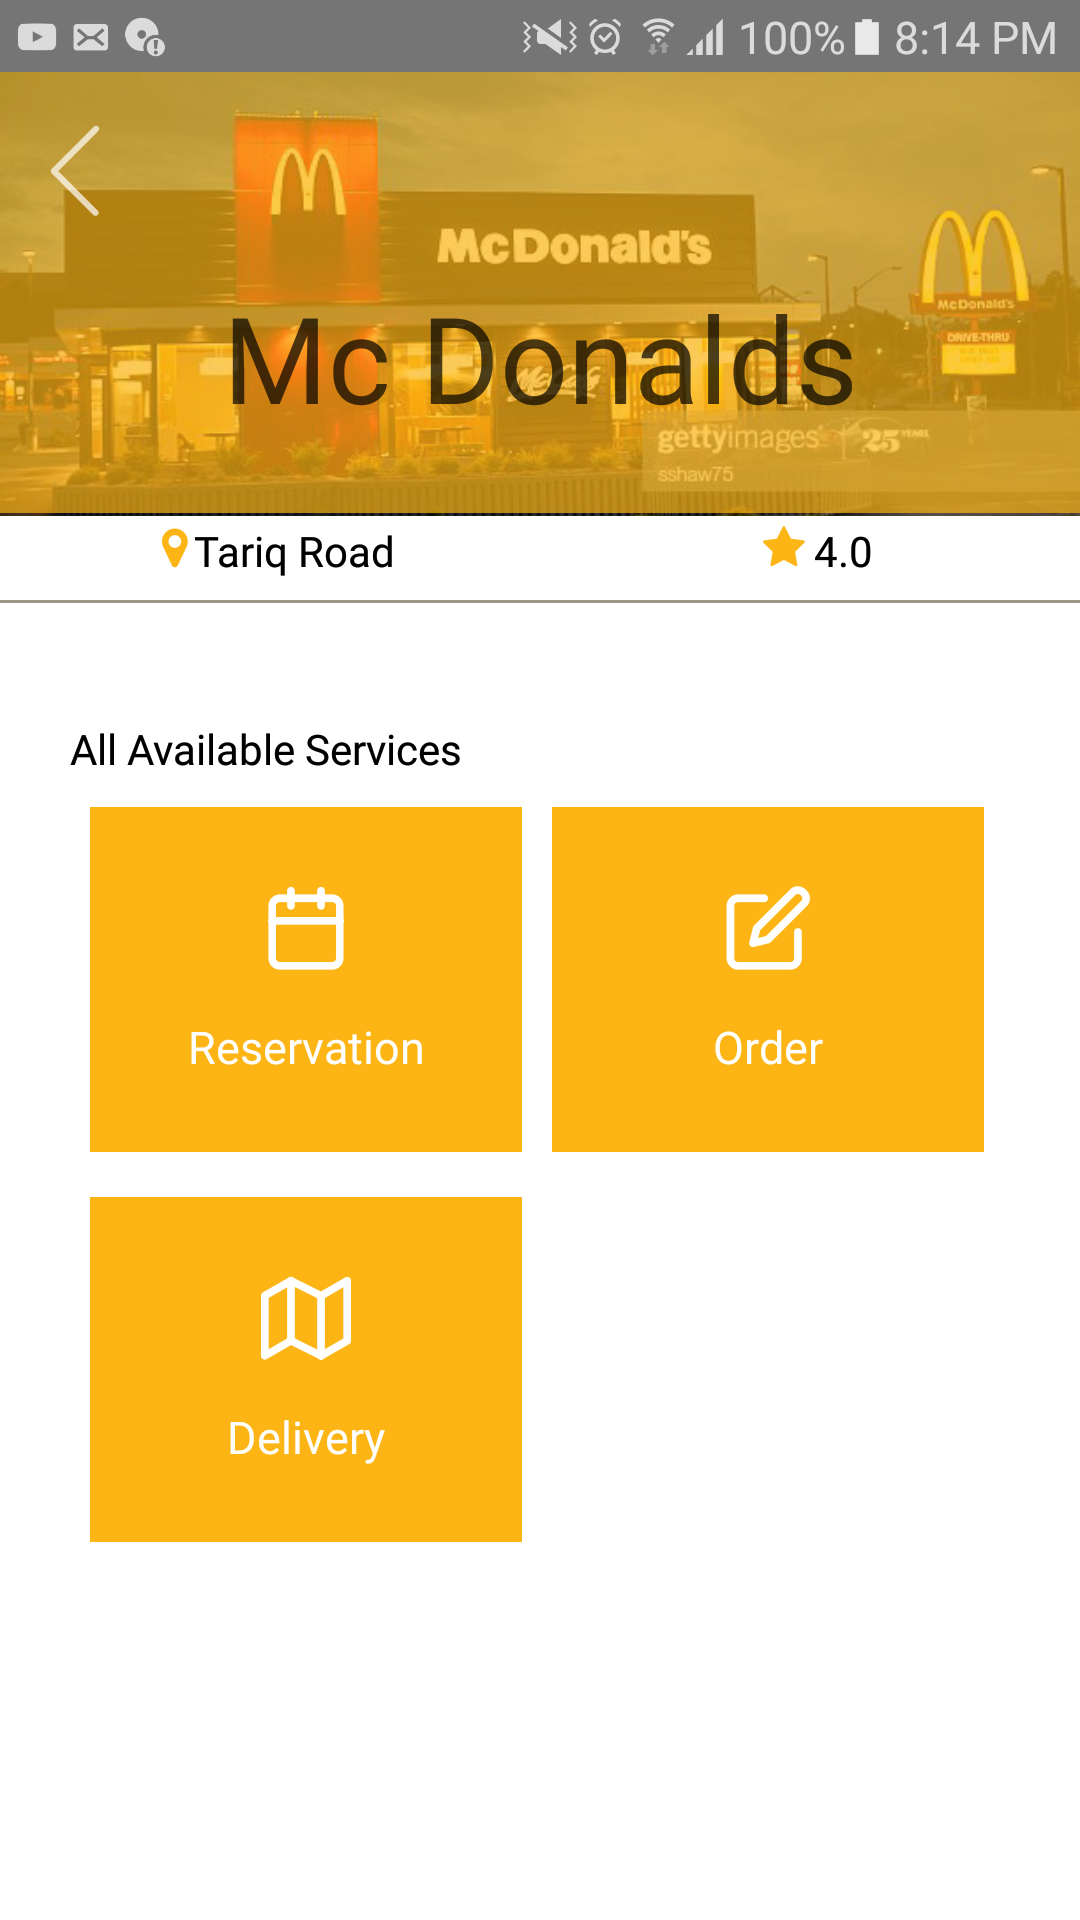 100% 8:14 PM
McDonald's
McDonald's
DRIVE-THRU
Mc Donalds
McCafé
gettyimages 25 YEARS
sshaw75
Tariq Road 4.0
All Available Services
Reservation Order
Delivery